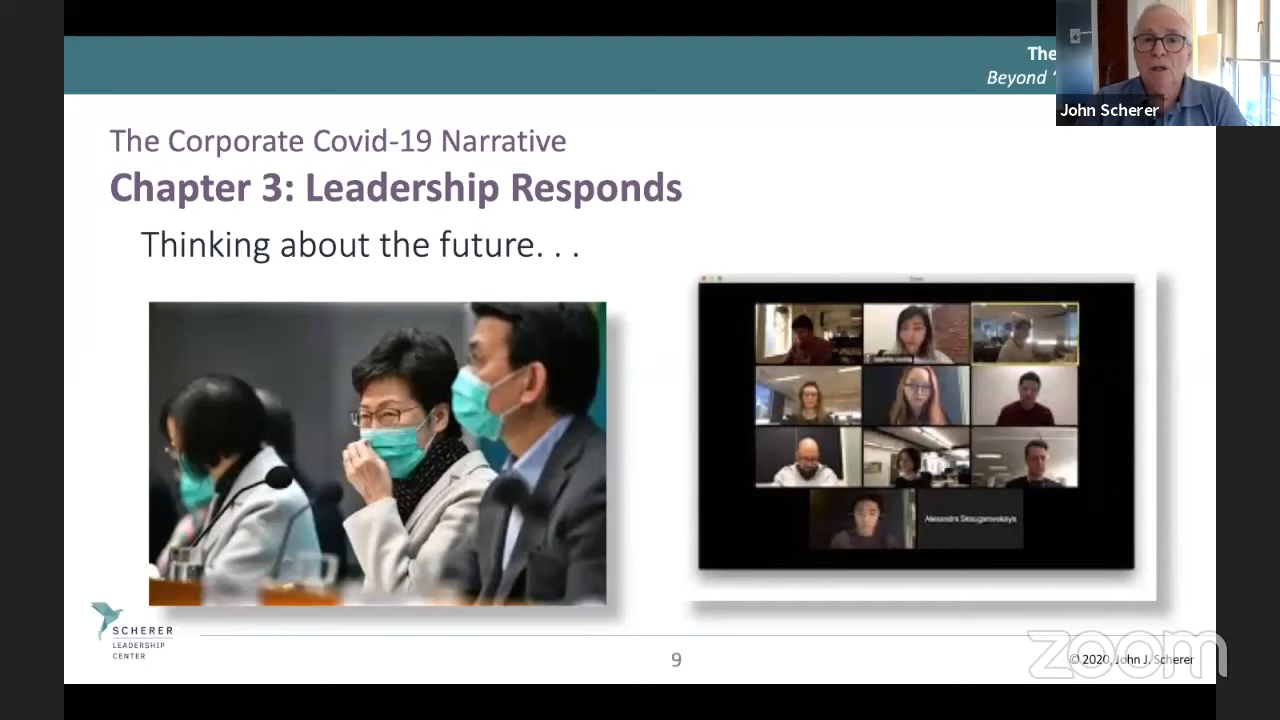 The
Beyond
John Scherer
The Corporate Covid-19 Narrative
Chapter 3: Leadership Responds
Thinking about the future. . .
SCHERER
LEADERSHIP
CENTER
9
zoom
© 2020, John J. Scherer